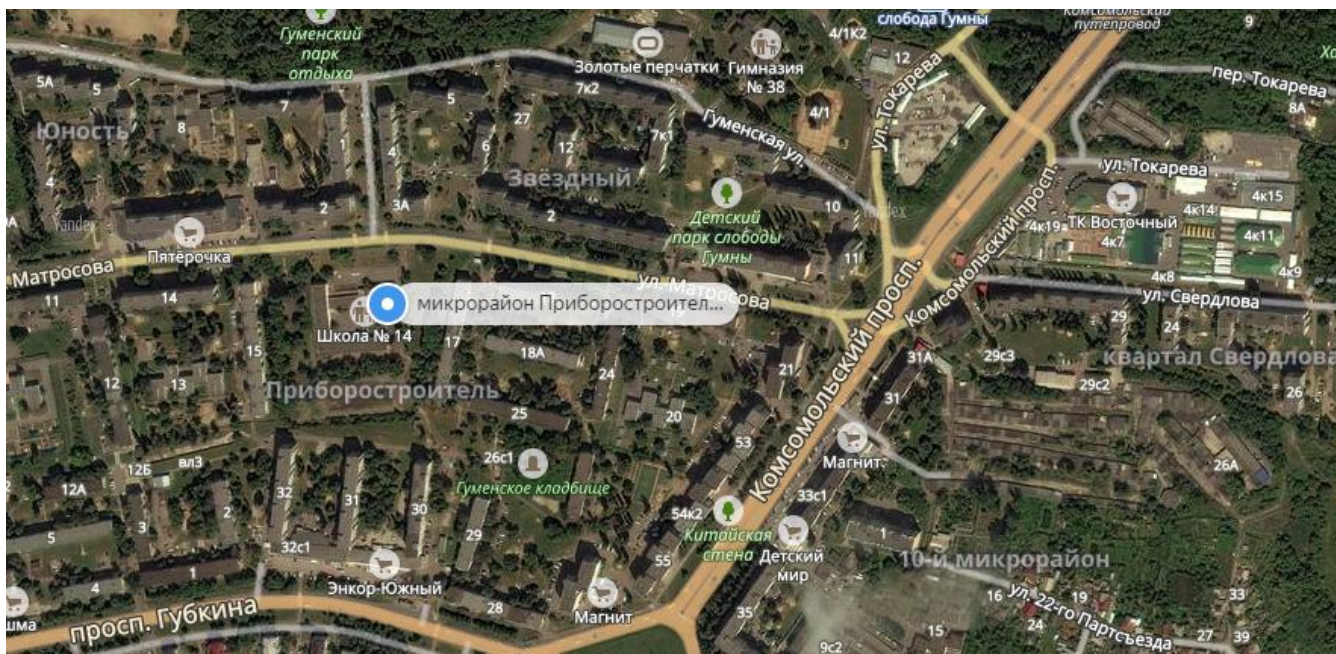 слобода Гумны
Комсомольский
путепровод
9
Гуменский
парк
отдыха
4/1К2
12
ул. Токарева
Золотые перчатки
Гимназия
№ 38
пер. Токарева
8А
5А
5
7
5
7к2
27
7к1
4/1
Юность
8
1
4
6
12
Гуменская ул.
ул. Токарева
Звёздный
4
2
3А
2
10
Yandex
Yandex
Детский
парк слободы
Гумны
11
ТК Восточный
4к19
4к7
4к14
4к15
4к11
4к8
4к9
Пятёрочка
Матросова
ул. Матросова
Комсомольский просп.
ул. Свердлова
11
14
микрорайон Приборостроител...
Школа № 14
17
18А
15
12
13
24
21
20
31А
31
29с3
29
24
29с2
квартал Свердлова
26
Приборостроитель
25
53
Комсомольский просп.
Магнит
26А
12Б
вл3
12А
26с1
Гуменское кладбище
32
31
30
3
2
5
29
54к2
33с1
Китайская
стена
Детский
мир
1
10-й микрорайон
32с1
Энкор-Южный
55
1
4
28
Магнит
шма
просп. Губкина
35
9с2
15
16
24
19
ул. 22-го Партсъезда
27
33
39